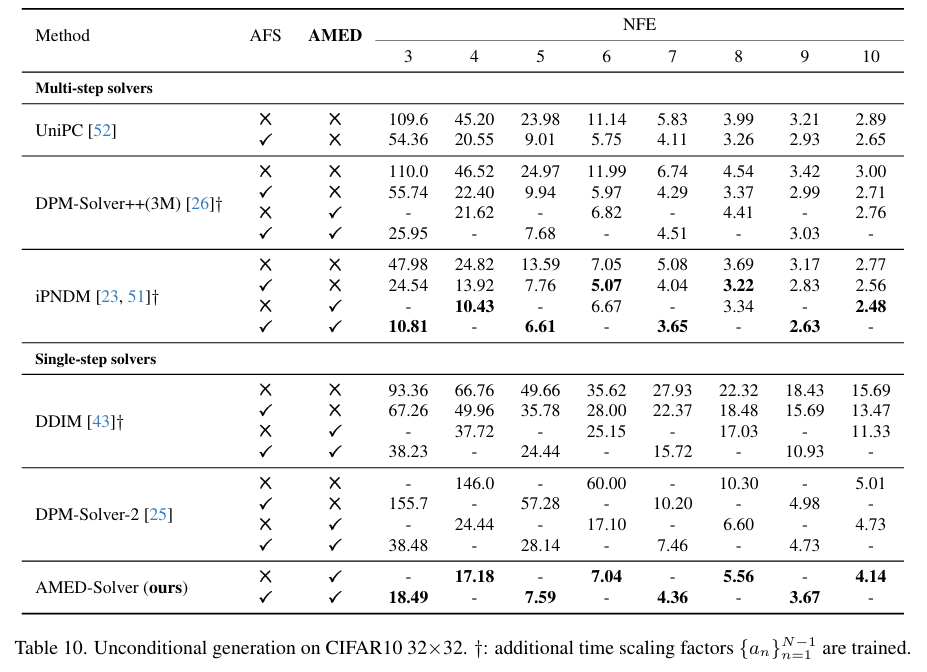 Method AFS AMED NFE
3 4 5 6 7 8 9 10
Multi-step solvers
UniPC [52]
✗ ✗ 109.6 45.20 23.98 11.14 5.83 3.99 3.21 2.89
✓ ✗ 54.36 20.55 9.01 5.75 4.11 3.26 2.93 2.65
DPM-Solver++(3M) [26]†
✗ ✗ 110.0 46.52 24.97 11.99 6.74 4.54 3.42 3.00
✓ ✗ 55.74 22.40 9.94 5.97 4.29 3.37 2.99 2.71
✗ ✓ - 21.62 - 6.82 - 4.41 - 2.76
✓ ✓ 25.95 - 7.68 - 4.51 - 3.03 -
iPNDM [23, 51]†
✗ ✗ 47.98 24.82 13.59 7.05 5.08 3.69 3.17 2.77
✓ ✗ 24.54 13.92 7.76 5.07 4.04 3.22 2.83 2.56
✗ ✓ - 10.43 - 6.67 - 3.34 - 2.48
✓ ✓ 10.81 - 6.61 - 3.65 - 2.63 -
Single-step solvers
DDIM [43]†
✗ ✗ 93.36 66.76 49.66 35.62 27.93 22.32 18.43 15.69
✓ ✗ 67.26 49.96 35.78 28.00 22.37 18.48 15.69 13.47
✗ ✓ - 37.72 - 25.15 - 17.03 - 11.33
✓ ✓ 38.23 - 24.44 - 15.72 - 10.93 -
DPM-Solver-2 [25]
✗ ✗ - 146.0 - 60.00 - 10.30 - 5.01
✓ ✗ 155.7 - 57.28 - 10.20 - 4.98 -
✗ ✓ - 24.44 - 17.10 - 6.60 - 4.73
✓ ✓ 38.48 - 28.14 - 7.46 - 4.73 -
AMED-Solver (ours)
✗ ✓ - 17.18 - 7.04 - 5.56 - 4.14
✓ ✓ 18.49 - 7.59 - 4.36 - 3.67 -
Table 10. Unconditional generation on CIFAR10 32×32. †: additional time scaling factors {aₙ}ₙ₌₁ᴺ⁻¹ are trained.